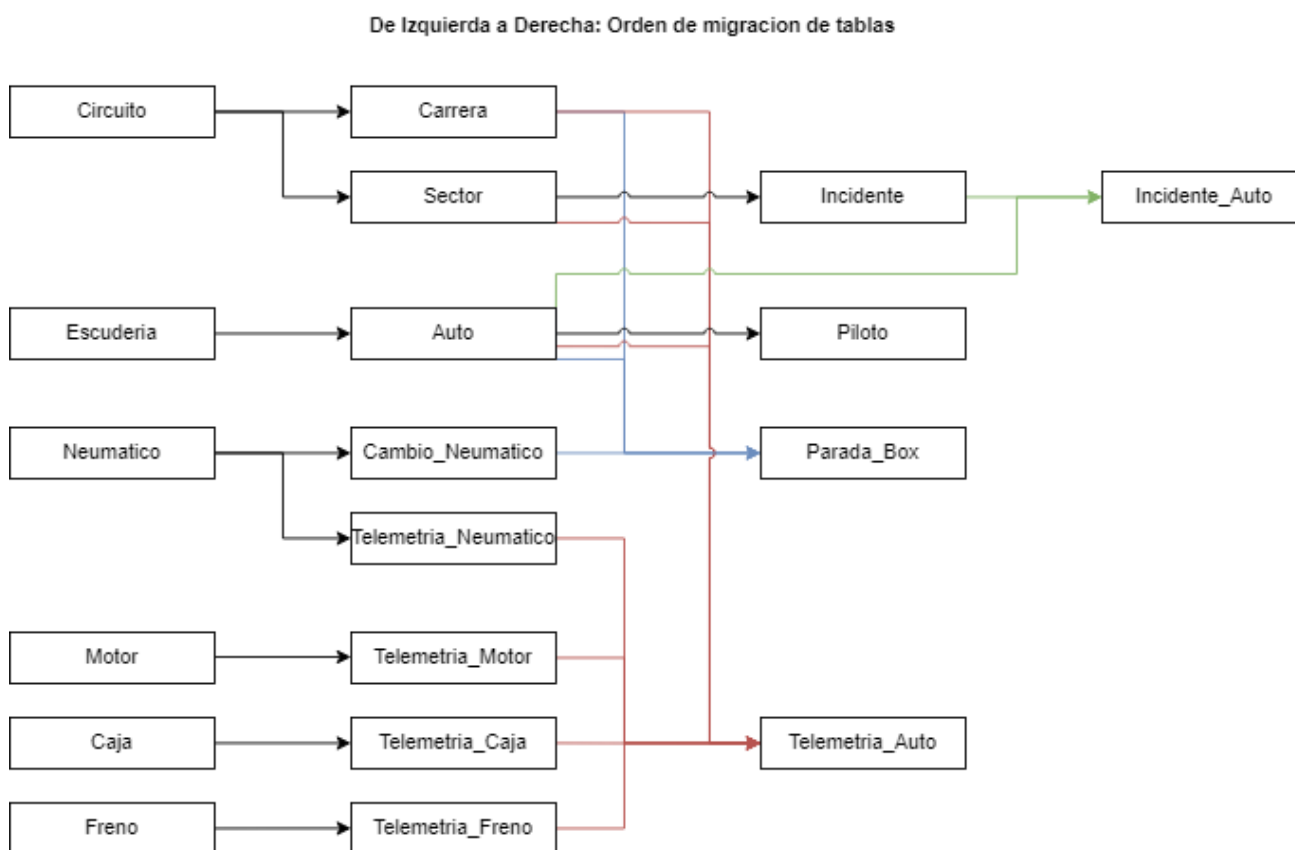 De Izquierda a Derecha: Orden de migracion de tablas
Circuito
Carrera
Sector
Incidente
Incidente_Auto
Escuderia
Auto
Piloto
Neumatico
Cambio_Neumatico
Parada_Box
Telemetria_Neumatico
Motor
Telemetria_Motor
Caja
Telemetria_Caja
Telemetria_Auto
Freno
Telemetria_Freno